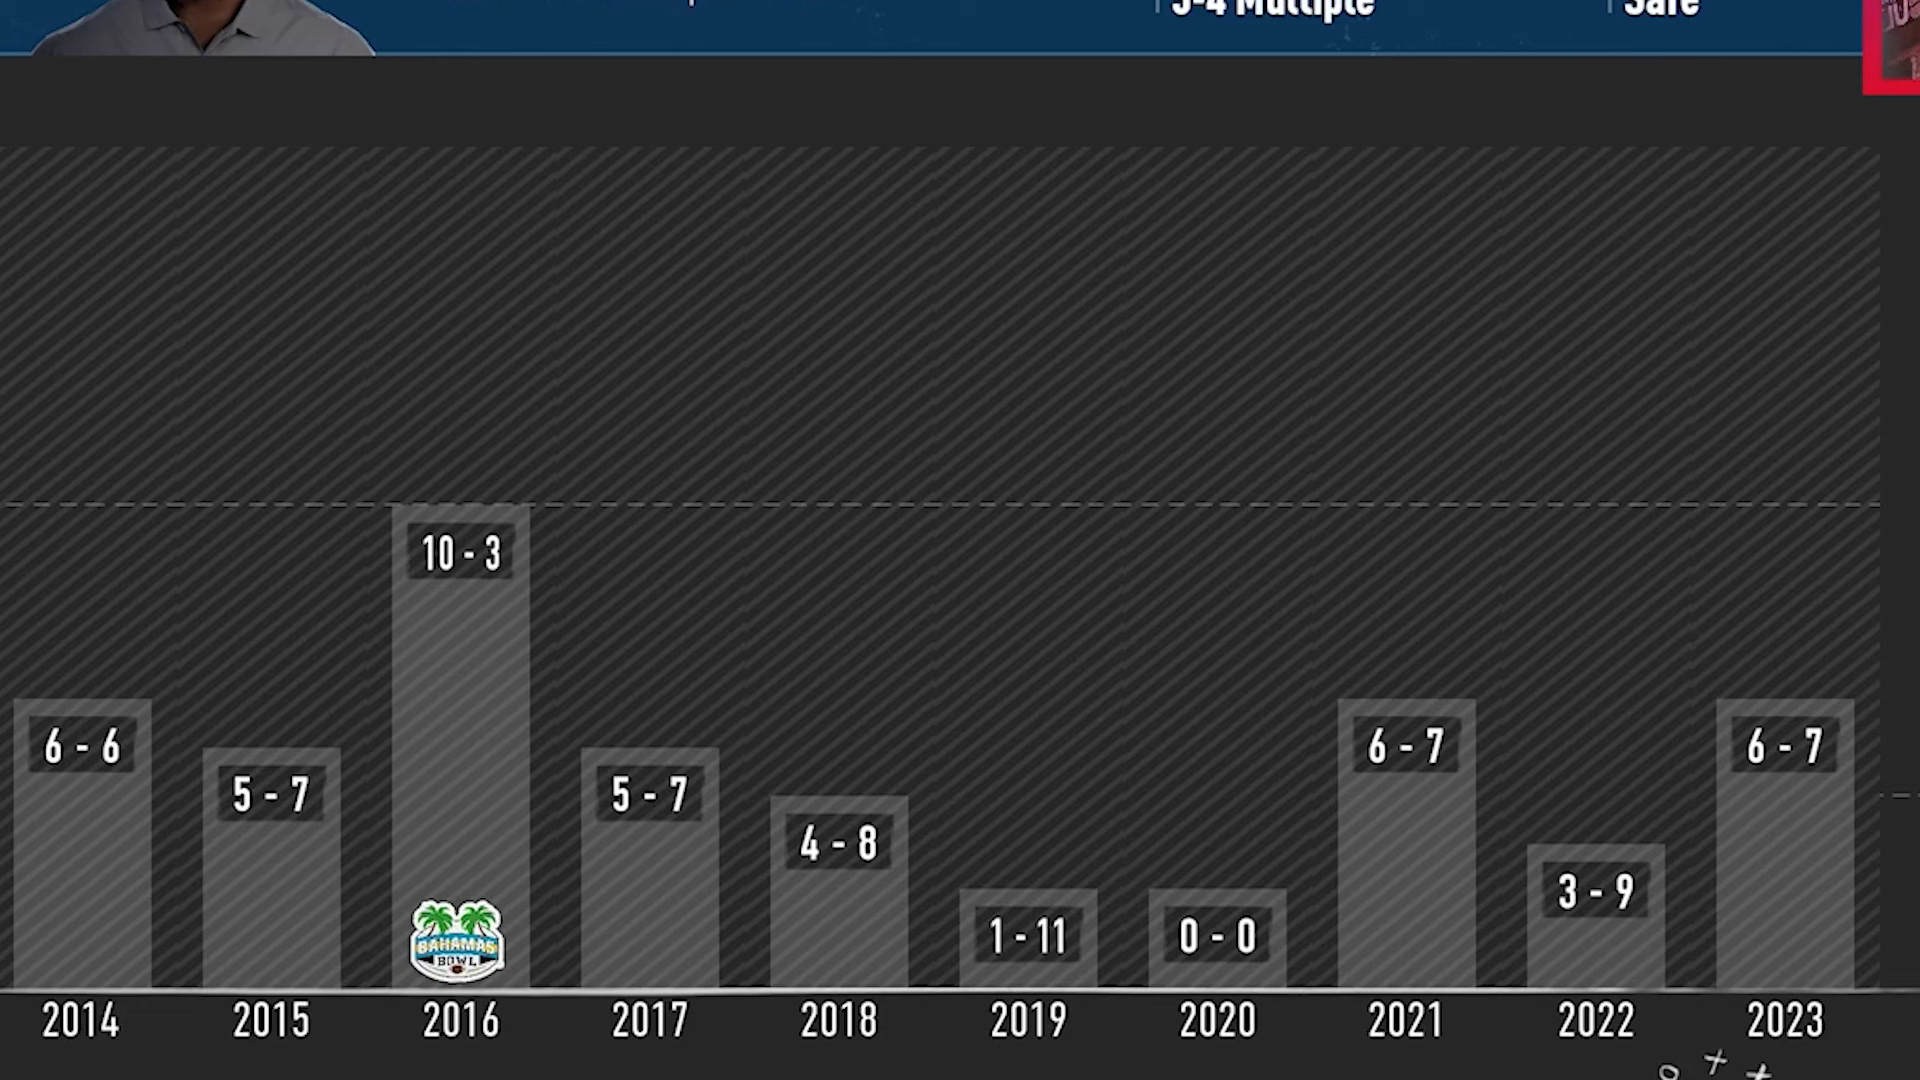 3-4 Multiple
Safe
10 - 3
6 - 6
6 - 7
6 - 7
5 - 7
5 - 7
4 - 8
3 - 9
1 - 11
0 - 0
BAHAMAS
BOWL
2014 2015 2016 2017 2018 2019 2020 2021 2022 2023